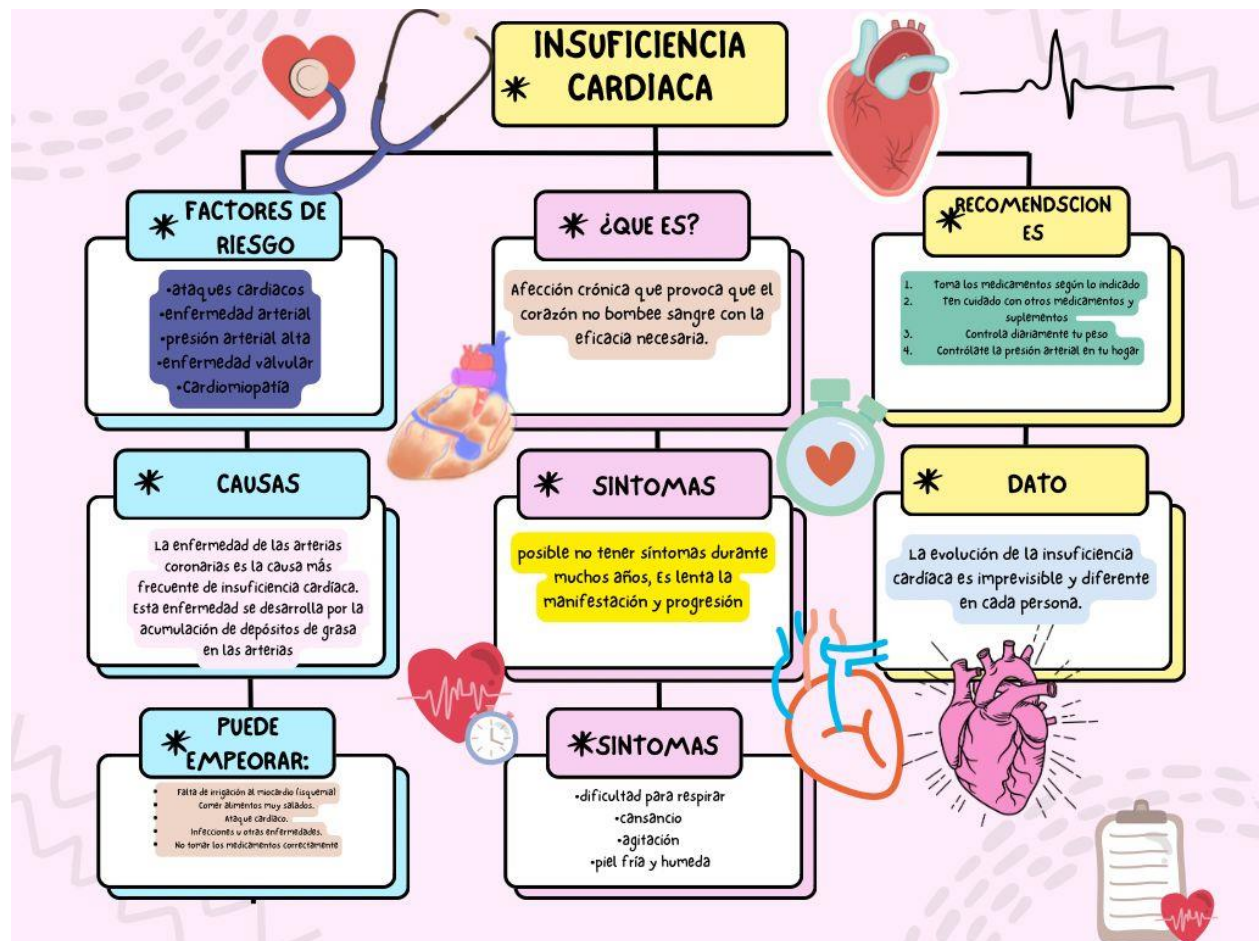 INSUFICIENCIA
CARDIACA
FACTORES DE
RIESGO
•ataques cardiacos
•enfermedad arterial
•presión arterial alta
•enfermedad valvular
•Cardiomiopatía
¿QUE ES?
Afección crónica que provoca que el
corazón no bombee sangre con la
eficacia necesaria.
RECOMENDSCION
ES
1. Toma los medicamentos según lo indicado
2. Ten cuidado con otros medicamentos y
suplementos
3. Controla diariamente tu peso
4. Contrólate la presión arterial en tu hogar
CAUSAS
La enfermedad de las arterias
coronarias es la causa más
frecuente de insuficiencia cardíaca.
Esta enfermedad se desarrolla por la
acumulación de depósitos de grasa
en las arterias
SINTOMAS
posible no tener síntomas durante
muchos años, Es lenta la
manifestación y progresión
DATO
La evolución de la insuficiencia
cardíaca es imprevisible y diferente
en cada persona.
PUEDE
EMPEORAR:
• Falta de irrigación al miocardio (isquemia)
• Comer alimentos muy salados.
• Ataque cardíaco.
• Infecciones u otras enfermedades.
• No tomar los medicamentos correctamente
SINTOMAS
•dificultad para respirar
•cansancio
•agitación
•piel fría y humeda